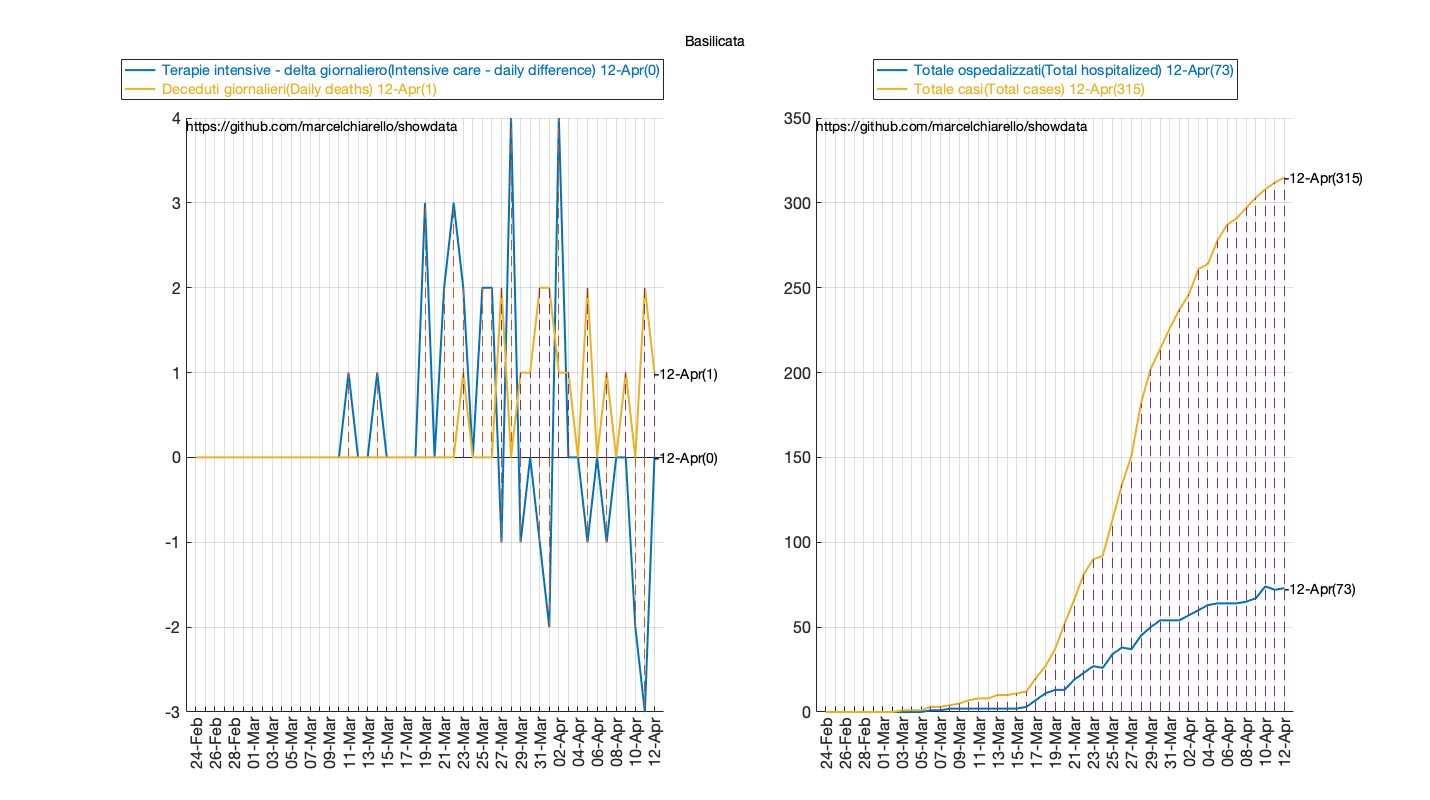 Basilicata
Terapie intensive - delta giornaliero(Intensive care - daily difference) 12-Apr(0)
Deceduti giornalieri(Daily deaths) 12-Apr(1)
https://github.com/marcelchiarello/showdata
4
3
2
1
0
-1
-2
-3
12-Apr(1)
12-Apr(0)
24-Feb
26-Feb
28-Feb
01-Mar
03-Mar
05-Mar
07-Mar
09-Mar
11-Mar
13-Mar
15-Mar
17-Mar
19-Mar
21-Mar
23-Mar
25-Mar
27-Mar
29-Mar
31-Mar
02-Apr
04-Apr
06-Apr
08-Apr
10-Apr
12-Apr
Totale ospedalizzati(Total hospitalized) 12-Apr(73)
Totale casi(Total cases) 12-Apr(315)
https://github.com/marcelchiarello/showdata
350
300
250
200
150
100
50
0
12-Apr(315)
12-Apr(73)
24-Feb
26-Feb
28-Feb
01-Mar
03-Mar
05-Mar
07-Mar
09-Mar
11-Mar
13-Mar
15-Mar
17-Mar
19-Mar
21-Mar
23-Mar
25-Mar
27-Mar
29-Mar
31-Mar
02-Apr
04-Apr
06-Apr
08-Apr
10-Apr
12-Apr